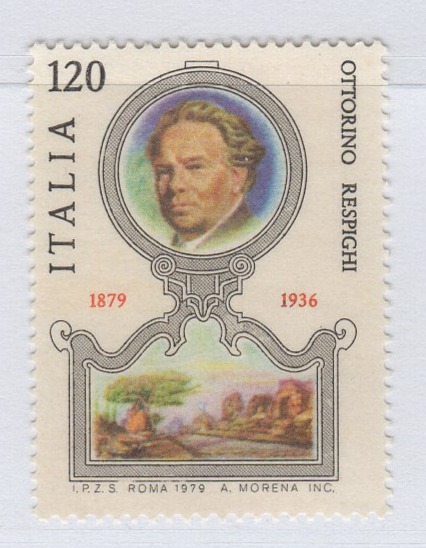 120
ITALIA
OTTORINO RESPIGHI
1879
1936
I.P.Z.S. ROMA 1979 A. MORENA INC.